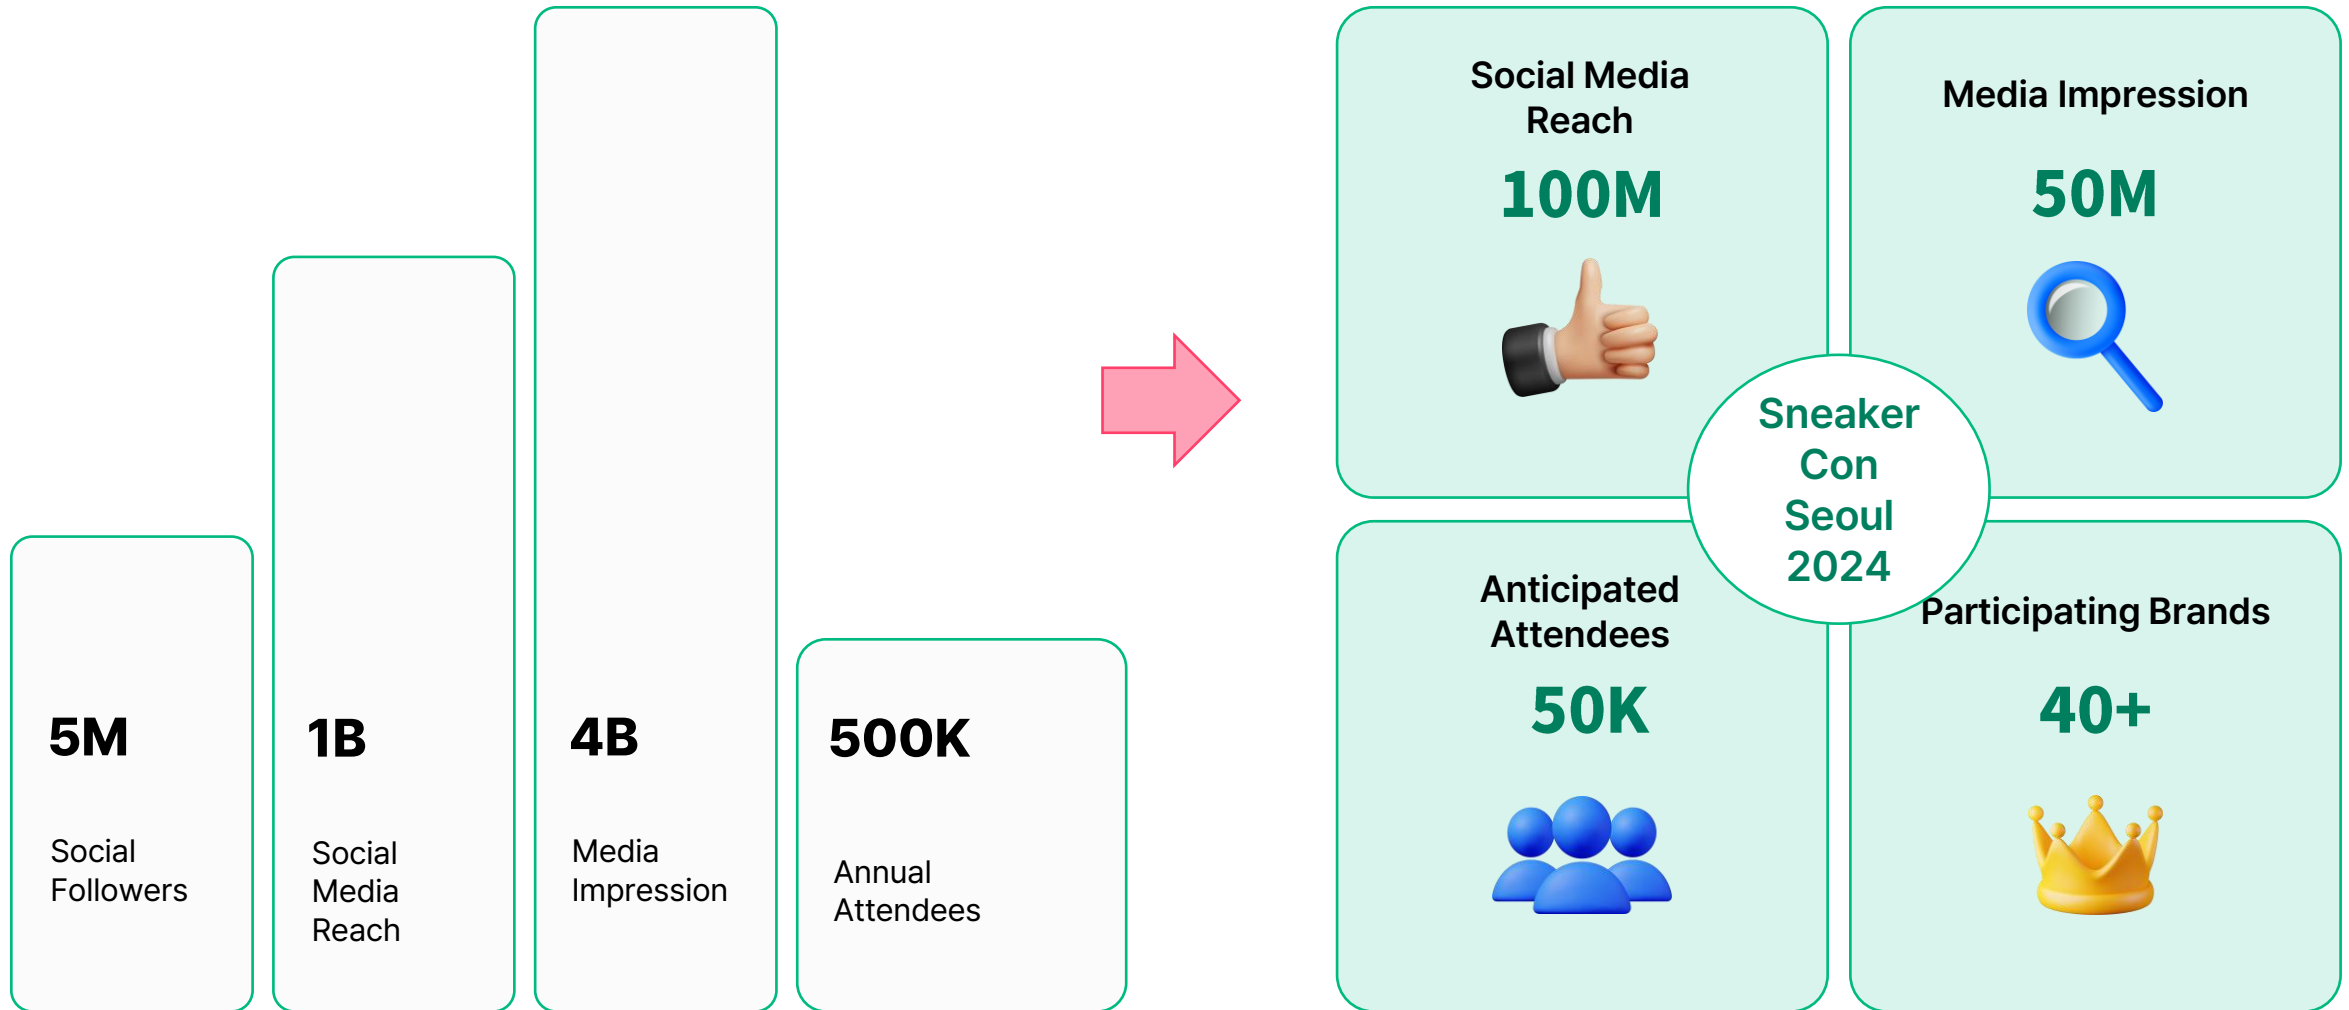 5M
Social
Followers
1B
Social
Media
Reach
4B
Media
Impression
500K
Annual
Attendees
Social Media
Reach
100M
Media Impression
50M
Sneaker
Con
Seoul
2024
Anticipated
Attendees
50K
Participating Brands
40+